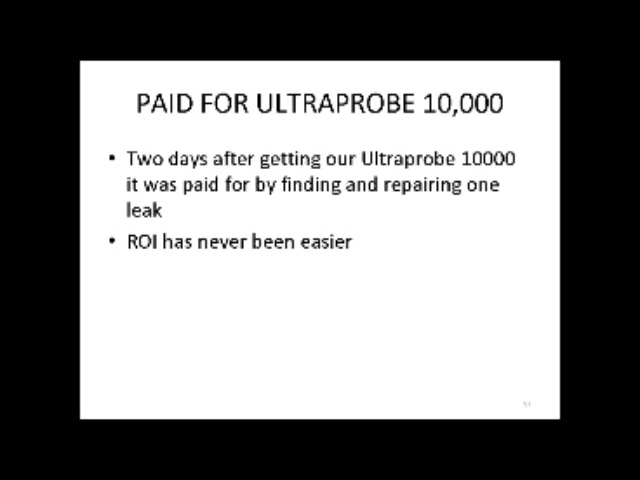 PAID FOR ULTRAPROBE 10,000
• Two days after getting our Ultraprobe 10000
it was paid for by finding and repairing one
leak
• ROI has never been easier